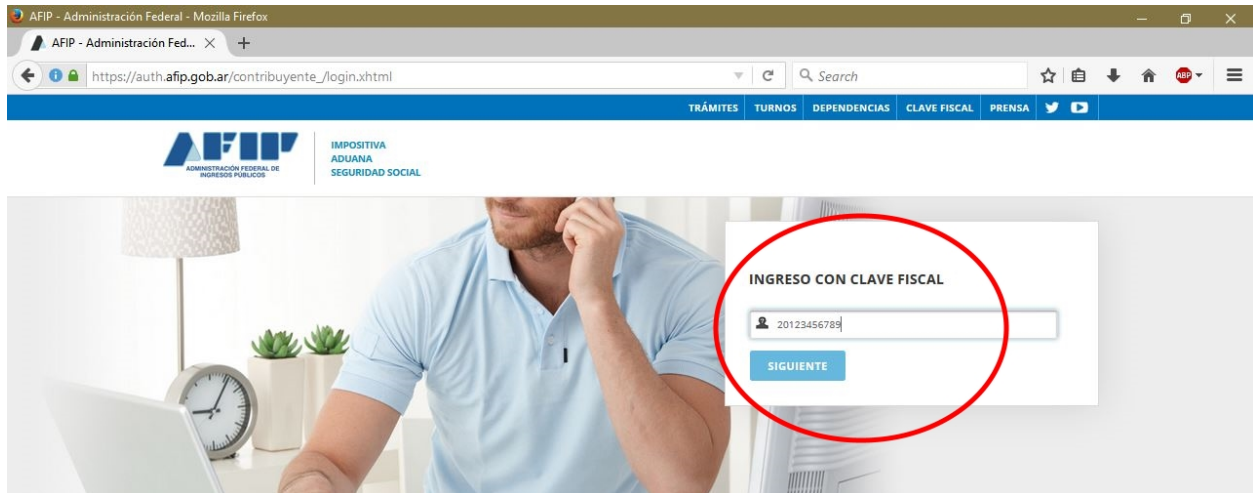 AFIP - Administración Federal - Mozilla Firefox
AFIP - Administración Fed...
https://auth.afip.gob.ar/contribuyente_/login.xhtml
Search
ABP
TRÁMITES TURNOS DEPENDENCIAS CLAVE FISCAL PRENSA
AFIP
ADMINISTRACIÓN FEDERAL DE
INGRESOS PÚBLICOS
IMPOSITIVA
ADUANA
SEGURIDAD SOCIAL
INGRESO CON CLAVE FISCAL
20123456789
SIGUIENTE